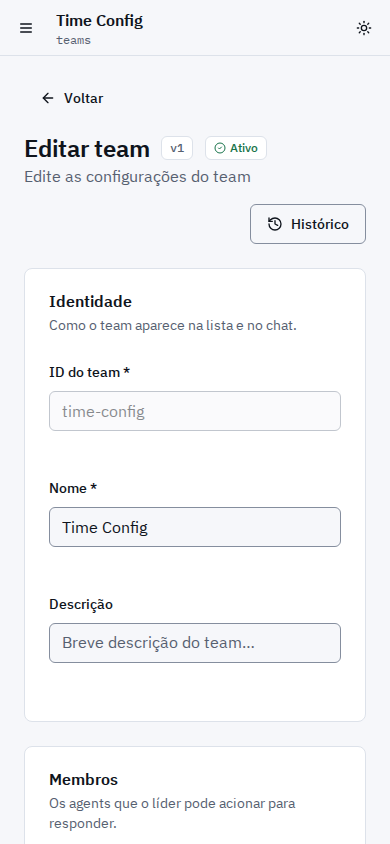 Time Config
teams
Voltar
Editar team
v1
Ativo
Edite as configurações do team
Histórico
Identidade
Como o team aparece na lista e no chat.
ID do team *
time-config
Nome *
Time Config
Descrição
Breve descrição do team...
Membros
Os agents que o líder pode acionar para
responder.